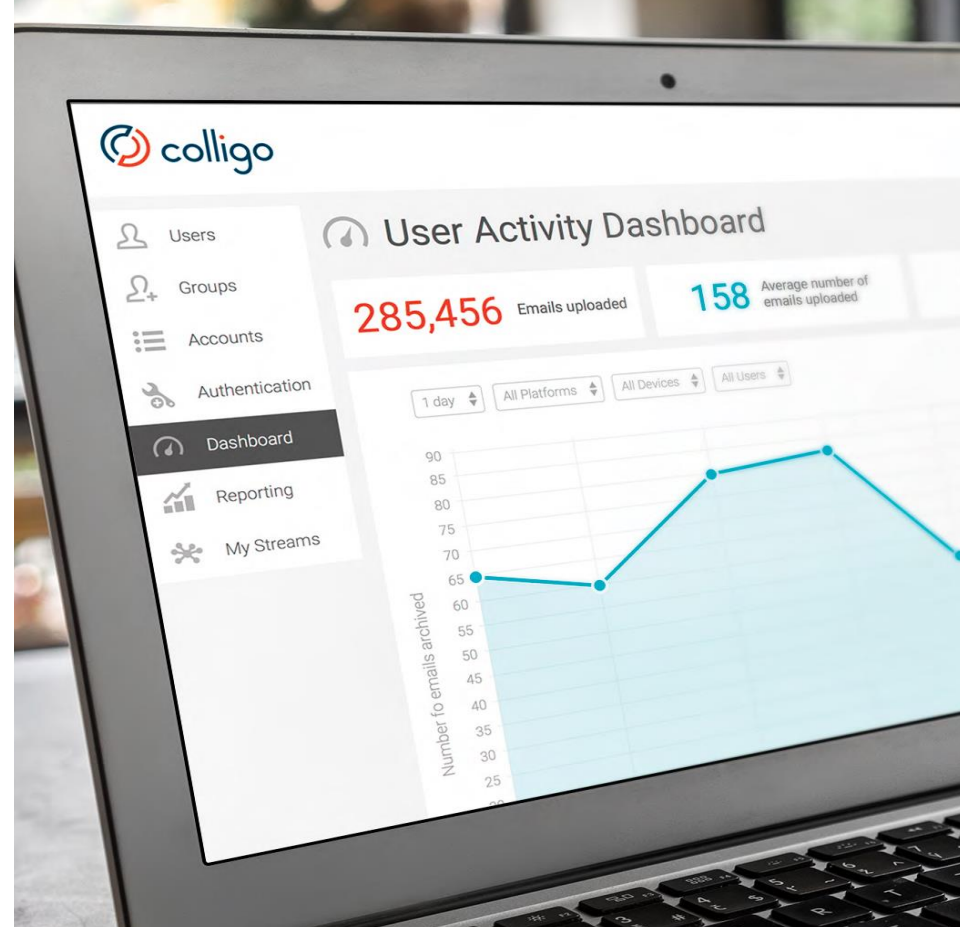 colligo
Users
Groups
Accounts
Authentication
Dashboard
Reporting
My Streams
User Activity Dashboard
285,456 Emails uploaded
158 Average number of
emails uploaded
1 day
All Platforms
All Devices
All Users
90
85
80
75
70
65
60
55
50
45
40
35
30
25
Number fo emails archived